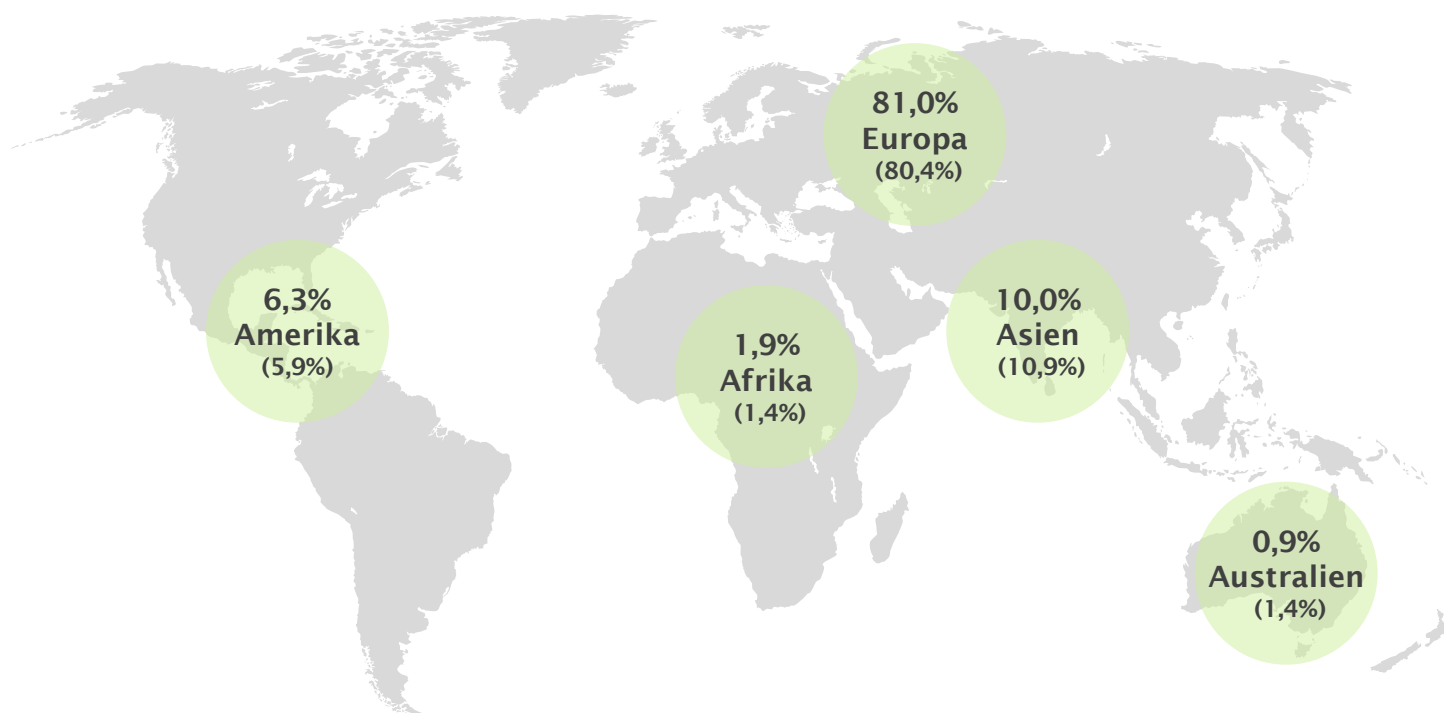 81,0%
Europa
(80,4%)
6,3%
Amerika
(5,9%)
1,9%
Afrika
(1,4%)
10,0%
Asien
(10,9%)
0,9%
Australien
(1,4%)